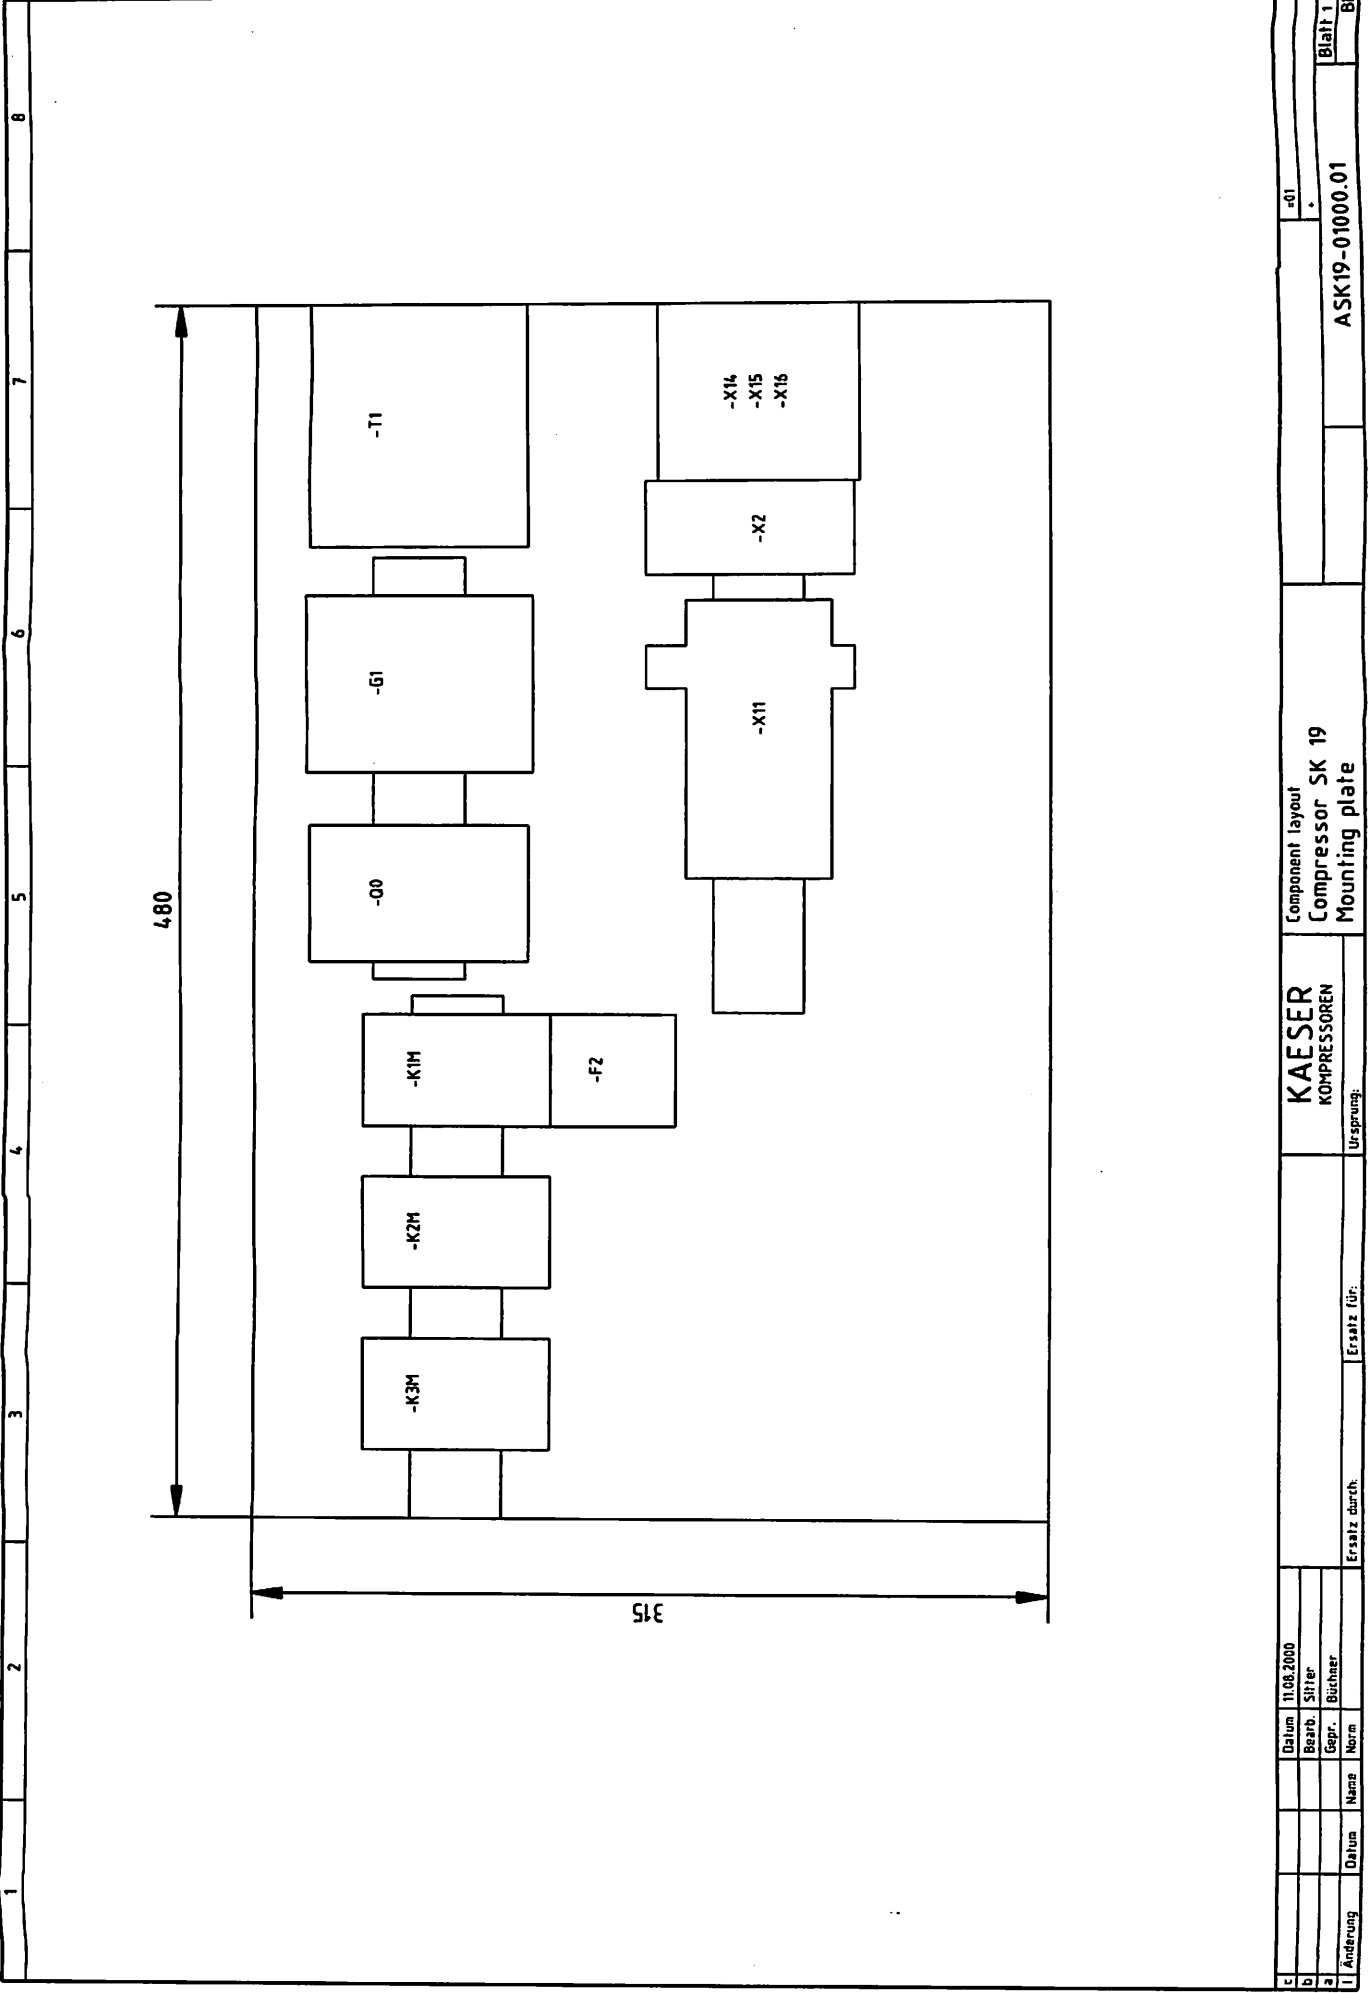 1
2
3
4
5
6
7
8
480
315
-K3M
-K2M
-K1M
-F2
-Q0
-G1
-T1
-X11
-X2
-X14
-X15
-X16
c
b
a
Änderung
Datum
Name
Datum 11.08.2000
Bearb. Sitter
Gepr. Büchner
Norm
Ersatz durch:
Ersatz für:
Ursprung:
KAESER
KOMPRESSOREN
Component layout
Compressor SK 19
Mounting plate
ASK19-01000.01
=01
+
Blatt 1